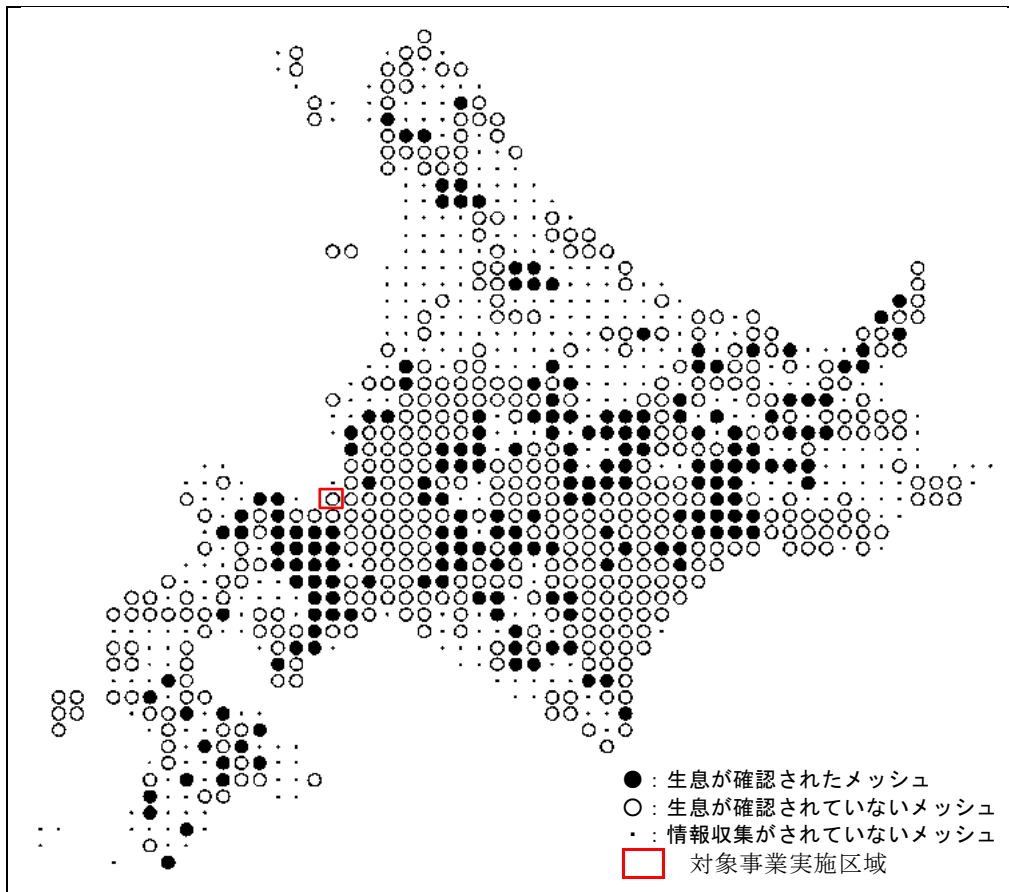 ● : 生息が確認されたメッシュ
○ : 生息が確認されていないメッシュ
・ : 情報収集がされていないメッシュ
対象事業実施区域